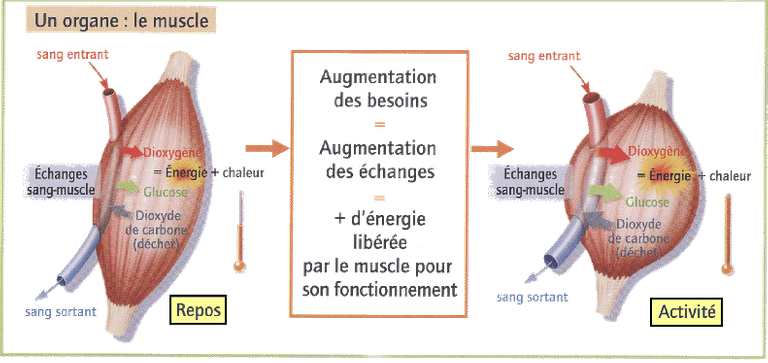 Un organe : le muscle
sang entrant
Dioxygène
= Énergie + chaleur
Échanges
sang-muscle
Glucose
Dioxyde
de carbone
(déchet)
sang sortant
Repos
Augmentation
des besoins
=
Augmentation
des échanges
=
+ d'énergie
libérée
par le muscle pour
son fonctionnement
sang entrant
Dioxygène
= Énergie + chaleur
Échanges
sang-muscle
Glucose
Dioxyde
de carbone
(déchet)
sang sortant
Activité